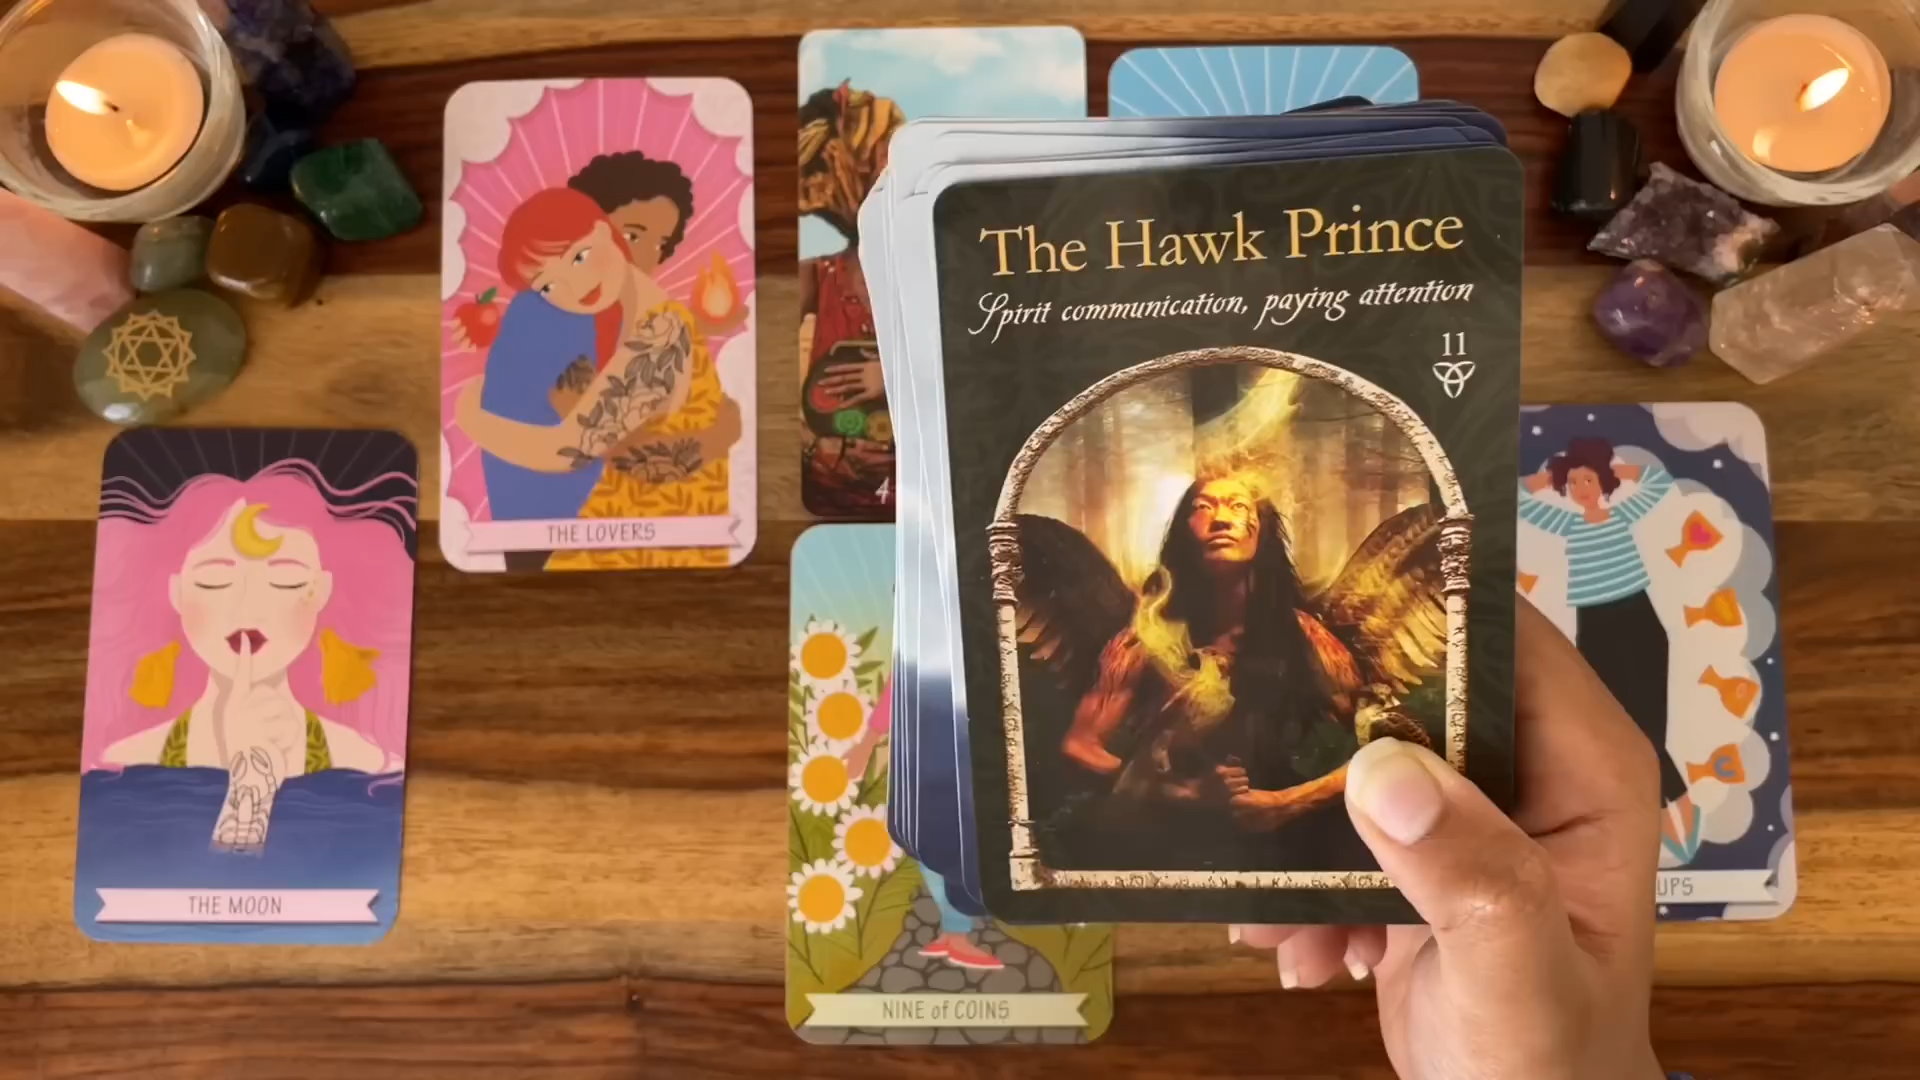 The Hawk Prince
Spirit communication, paying attention
11
THE LOVERS
4
THE MOON
UPS
NINE of COINS